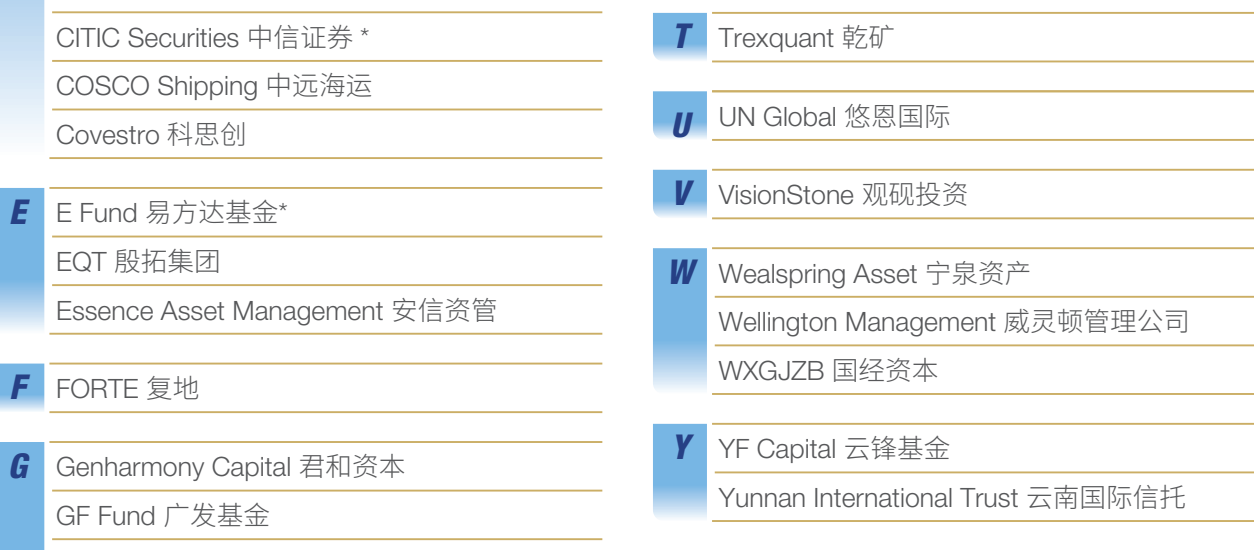 CITIC Securities 中信证券 *
COSCO Shipping 中远海运
Covestro 科思创
E
E Fund 易方达基金*
EQT 殷拓集团
Essence Asset Management 安信资管
F
FORTE 复地
G
Genharmony Capital 君和资本
GF Fund 广发基金
T
Trexquant 乾矿
U
UN Global 悠恩国际
V
VisionStone 观砚投资
W
Wealspring Asset 宁泉资产
Wellington Management 威灵顿管理公司
WXGJZB 国经资本
Y
YF Capital 云锋基金
Yunnan International Trust 云南国际信托